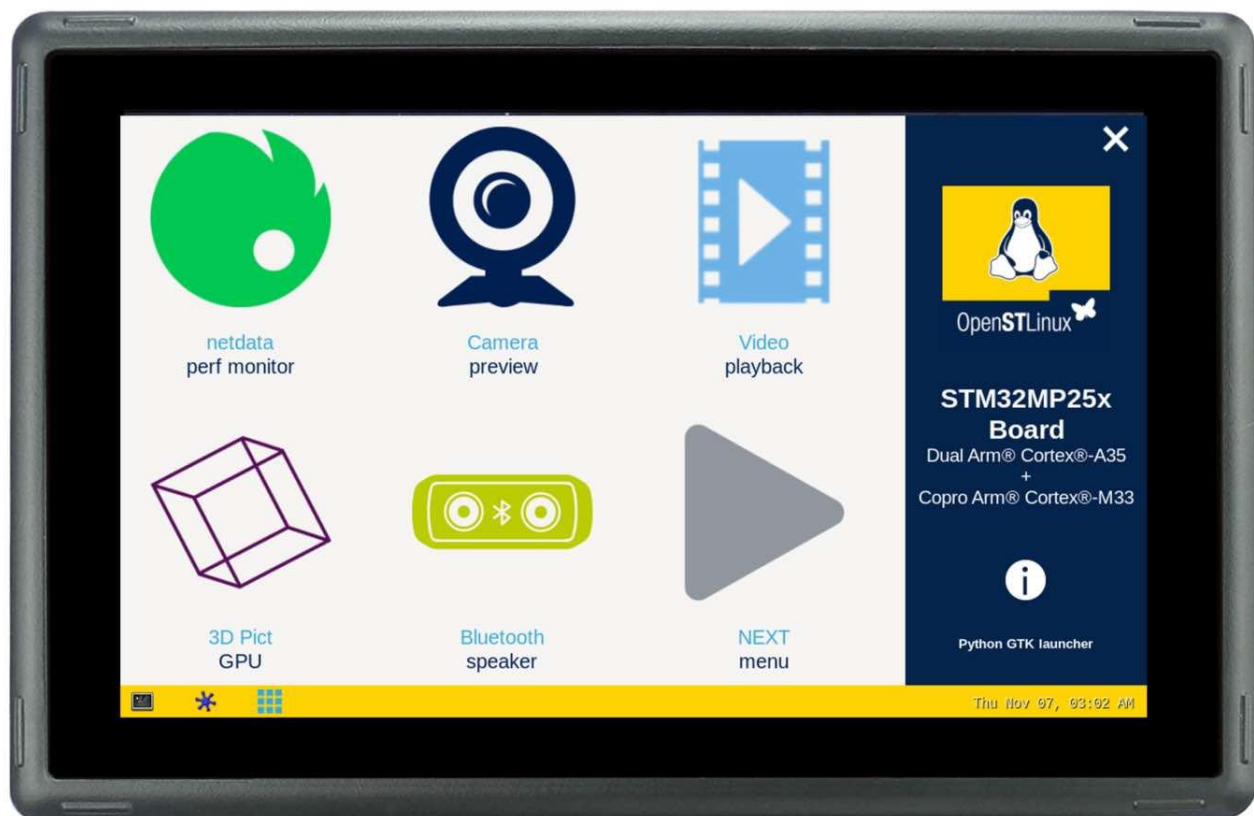 netdata
perf monitor
Camera
preview
Video
playback
3D Pict
GPU
Bluetooth
speaker
NEXT
menu
OpenSTLinux
STM32MP25x
Board
Dual Arm® Cortex®-A35
+
Copro Arm® Cortex®-M33
Python GTK launcher
Thu Nov 07, 03:02 AM